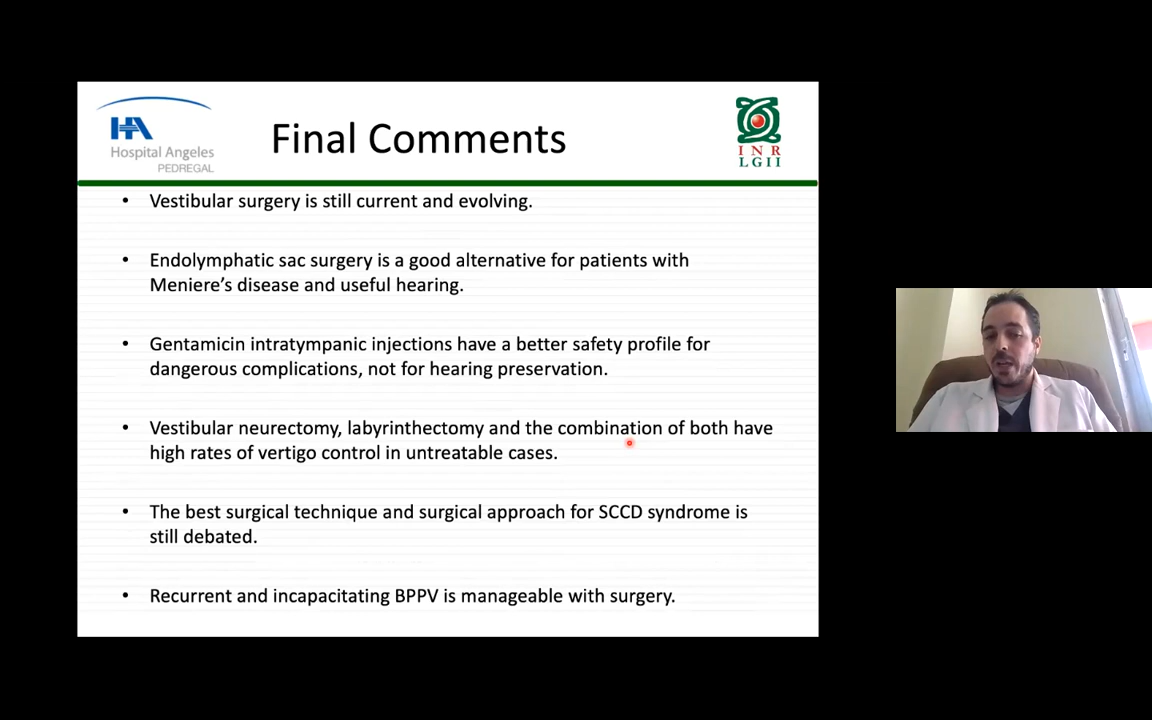 HA
Hospital Angeles
PEDREGAL
Final Comments
INR
LGII
• Vestibular surgery is still current and evolving.
• Endolymphatic sac surgery is a good alternative for patients with
Meniere’s disease and useful hearing.
• Gentamicin intratympanic injections have a better safety profile for
dangerous complications, not for hearing preservation.
• Vestibular neurectomy, labyrinthectomy and the combination of both have
high rates of vertigo control in untreatable cases.
• The best surgical technique and surgical approach for SCCD syndrome is
still debated.
• Recurrent and incapacitating BPPV is manageable with surgery.